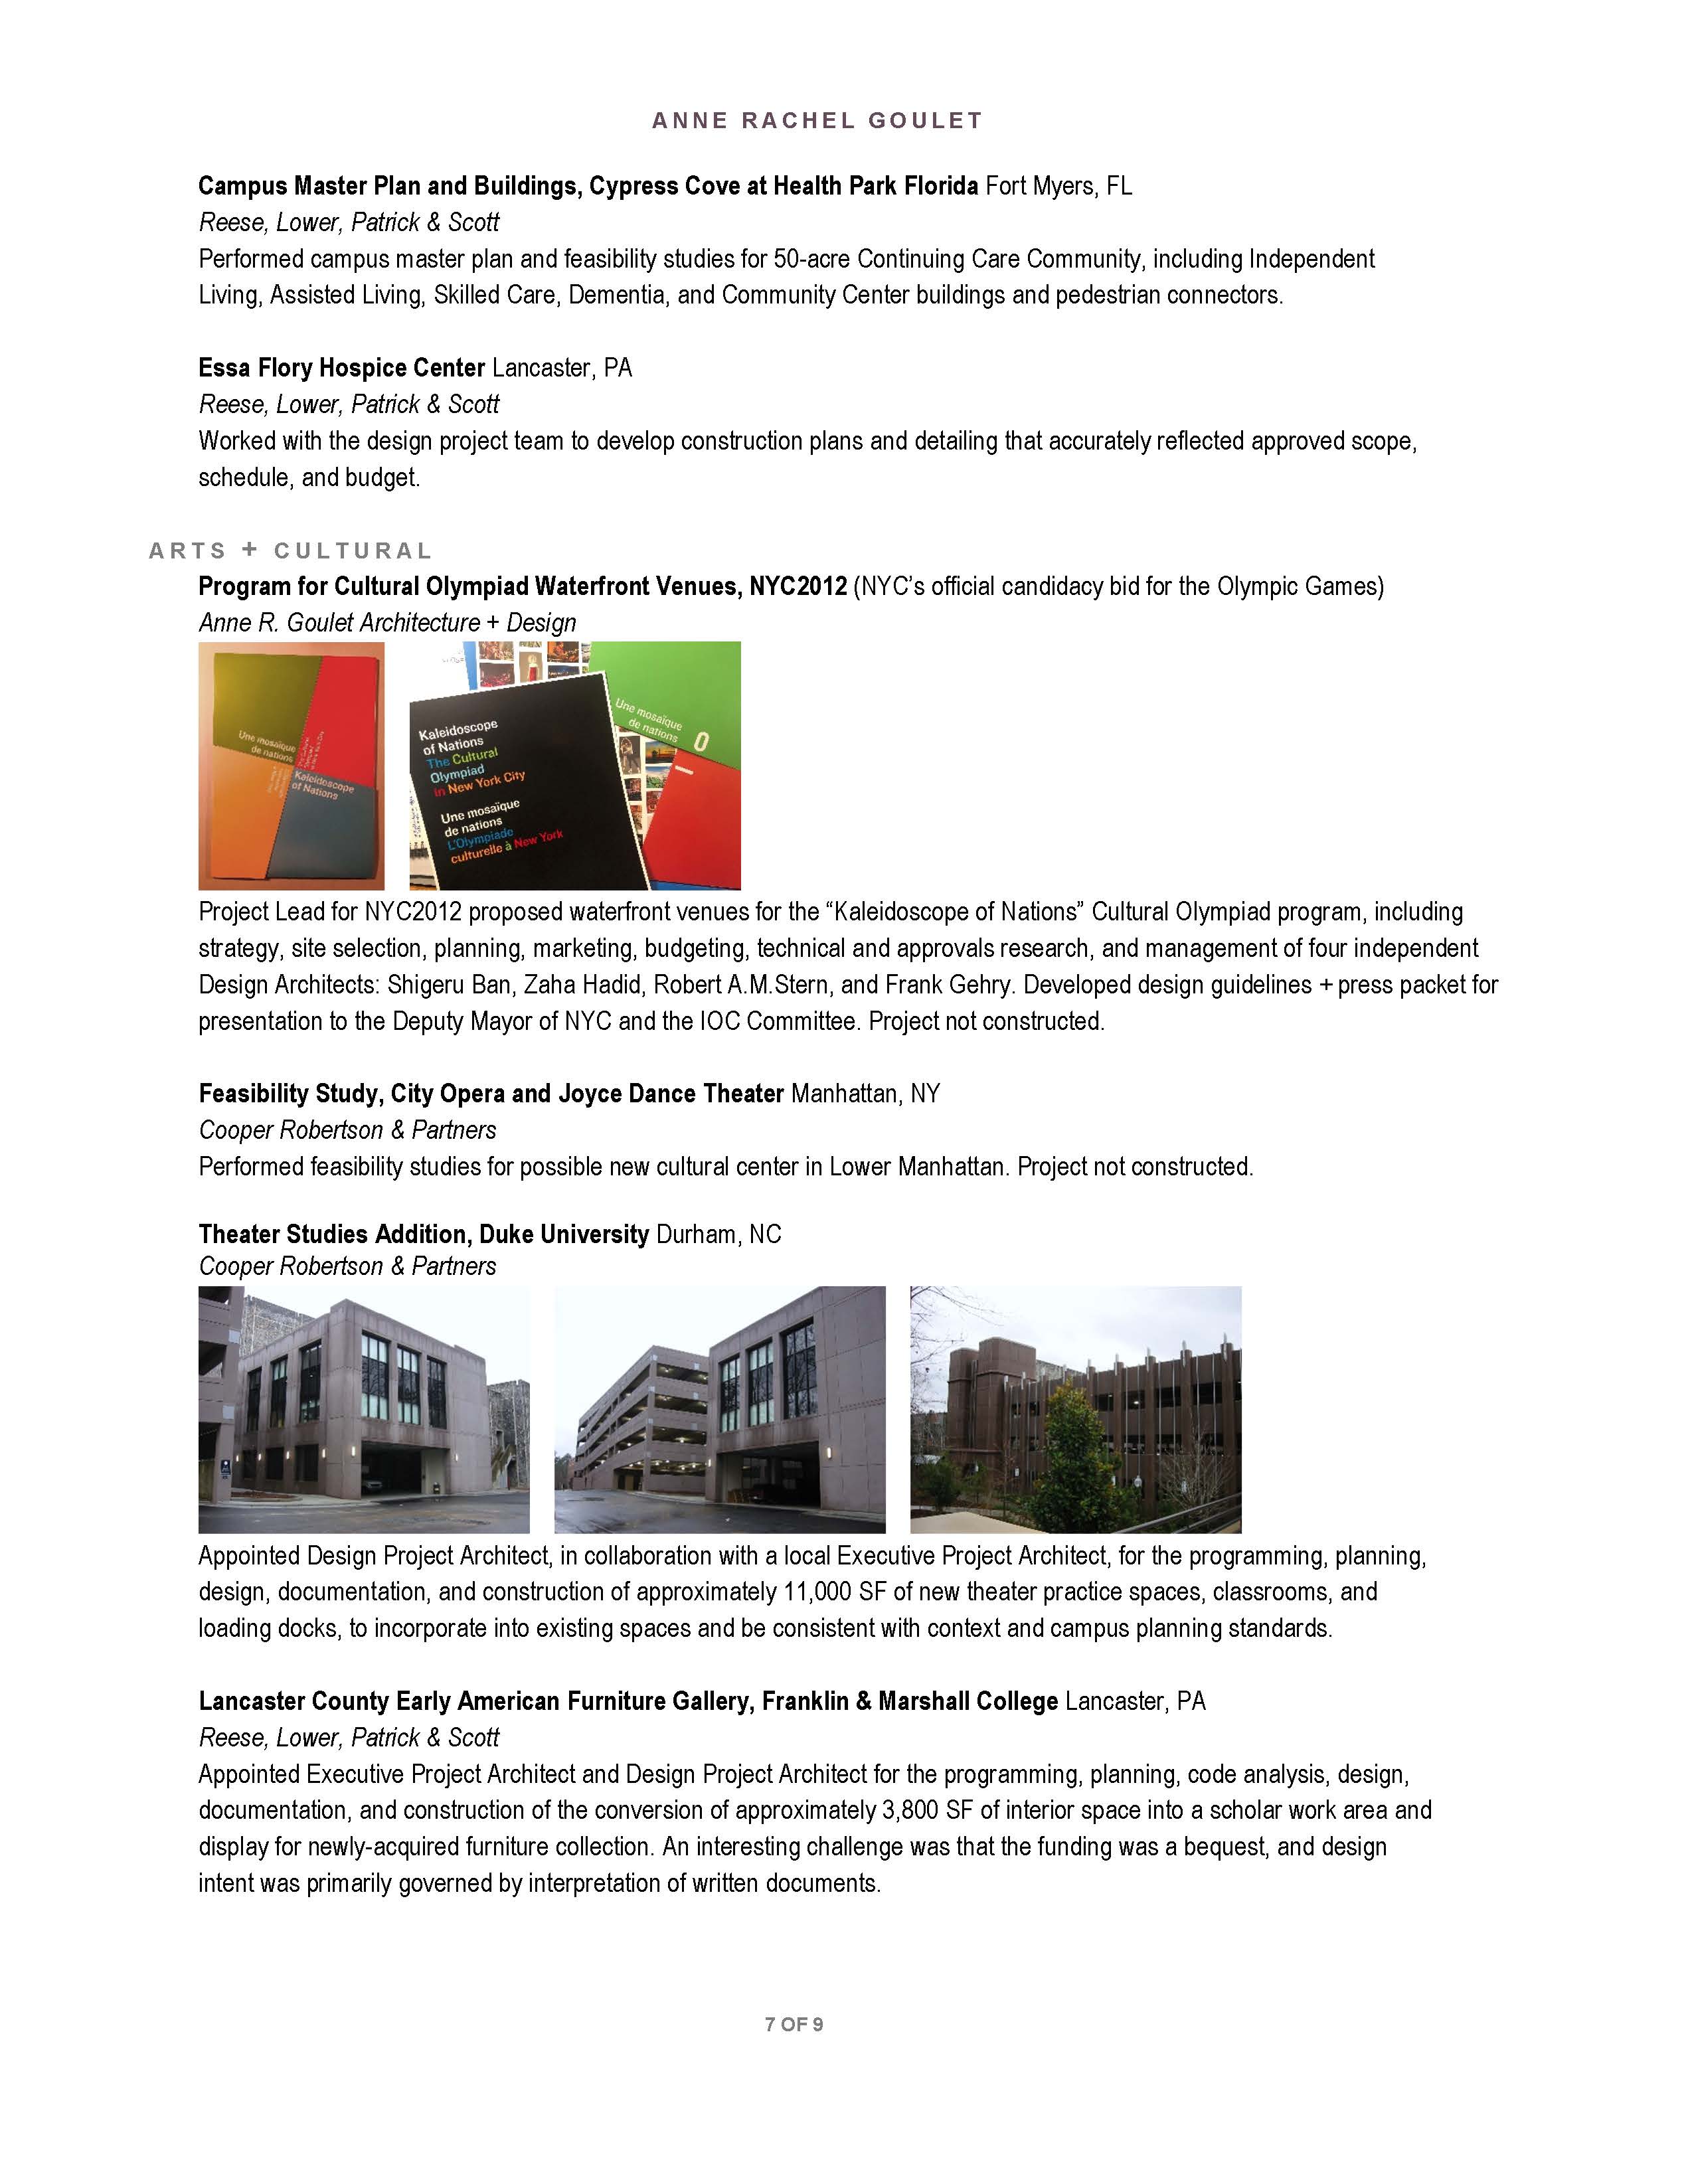 ANNE RACHEL GOULET
Campus Master Plan and Buildings, Cypress Cove at Health Park Florida Fort Myers, FL
Reese, Lower, Patrick & Scott
Performed campus master plan and feasibility studies for 50-acre Continuing Care Community, including Independent
Living, Assisted Living, Skilled Care, Dementia, and Community Center buildings and pedestrian connectors.
Essa Flory Hospice Center Lancaster, PA
Reese, Lower, Patrick & Scott
Worked with the design project team to develop construction plans and detailing that accurately reflected approved scope,
schedule, and budget.
ARTS + CULTURAL
Program for Cultural Olympiad Waterfront Venues, NYC2012 (NYC's official candidacy bid for the Olympic Games)
Anne R. Goulet Architecture + Design
Une mosaïque
de nations
Kaleidoscope
of Nations
Kaleidoscope
of Nations
The Cultural
Olympiad
in New York City
Une mosaïque
de nations
L'Olympiade
culturelle à New York
Une mosaïque
de nations
0
Project Lead for NYC2012 proposed waterfront venues for the “Kaleidoscope of Nations” Cultural Olympiad program, including
strategy, site selection, planning, marketing, budgeting, technical and approvals research, and management of four independent
Design Architects: Shigeru Ban, Zaha Hadid, Robert A.M.Stern, and Frank Gehry. Developed design guidelines + press packet for
presentation to the Deputy Mayor of NYC and the IOC Committee. Project not constructed.
Feasibility Study, City Opera and Joyce Dance Theater Manhattan, NY
Cooper Robertson & Partners
Performed feasibility studies for possible new cultural center in Lower Manhattan. Project not constructed.
Theater Studies Addition, Duke University Durham, NC
Cooper Robertson & Partners
Appointed Design Project Architect, in collaboration with a local Executive Project Architect, for the programming, planning,
design, documentation, and construction of approximately 11,000 SF of new theater practice spaces, classrooms, and
loading docks, to incorporate into existing spaces and be consistent with context and campus planning standards.
Lancaster County Early American Furniture Gallery, Franklin & Marshall College Lancaster, PA
Reese, Lower, Patrick & Scott
Appointed Executive Project Architect and Design Project Architect for the programming, planning, code analysis, design,
documentation, and construction of the conversion of approximately 3,800 SF of interior space into a scholar work area and
display for newly-acquired furniture collection. An interesting challenge was that the funding was a bequest, and design
intent was primarily governed by interpretation of written documents.
7 OF 9